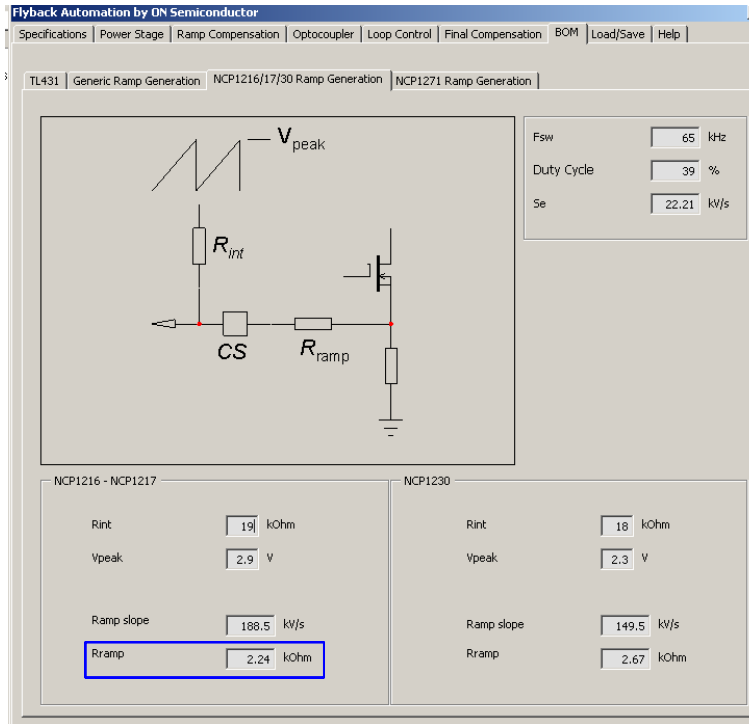 Flyback Automation by ON Semiconductor
Specifications Power Stage Ramp Compensation Optocoupler Loop Control Final Compensation BOM Load/Save Help
TL431 Generic Ramp Generation NCP1216/17/30 Ramp Generation NCP1271 Ramp Generation
Vpeak
Rint
CS
Rramp
Fsw 65 kHz
Duty Cycle 39 %
Se 22.21 kV/s
NCP1216 - NCP1217
Rint 19 kOhm
Vpeak 2.9 V
Ramp slope 188.5 kV/s
Rramp 2.24 kOhm
NCP1230
Rint 18 kOhm
Vpeak 2.3 V
Ramp slope 149.5 kV/s
Rramp 2.67 kOhm